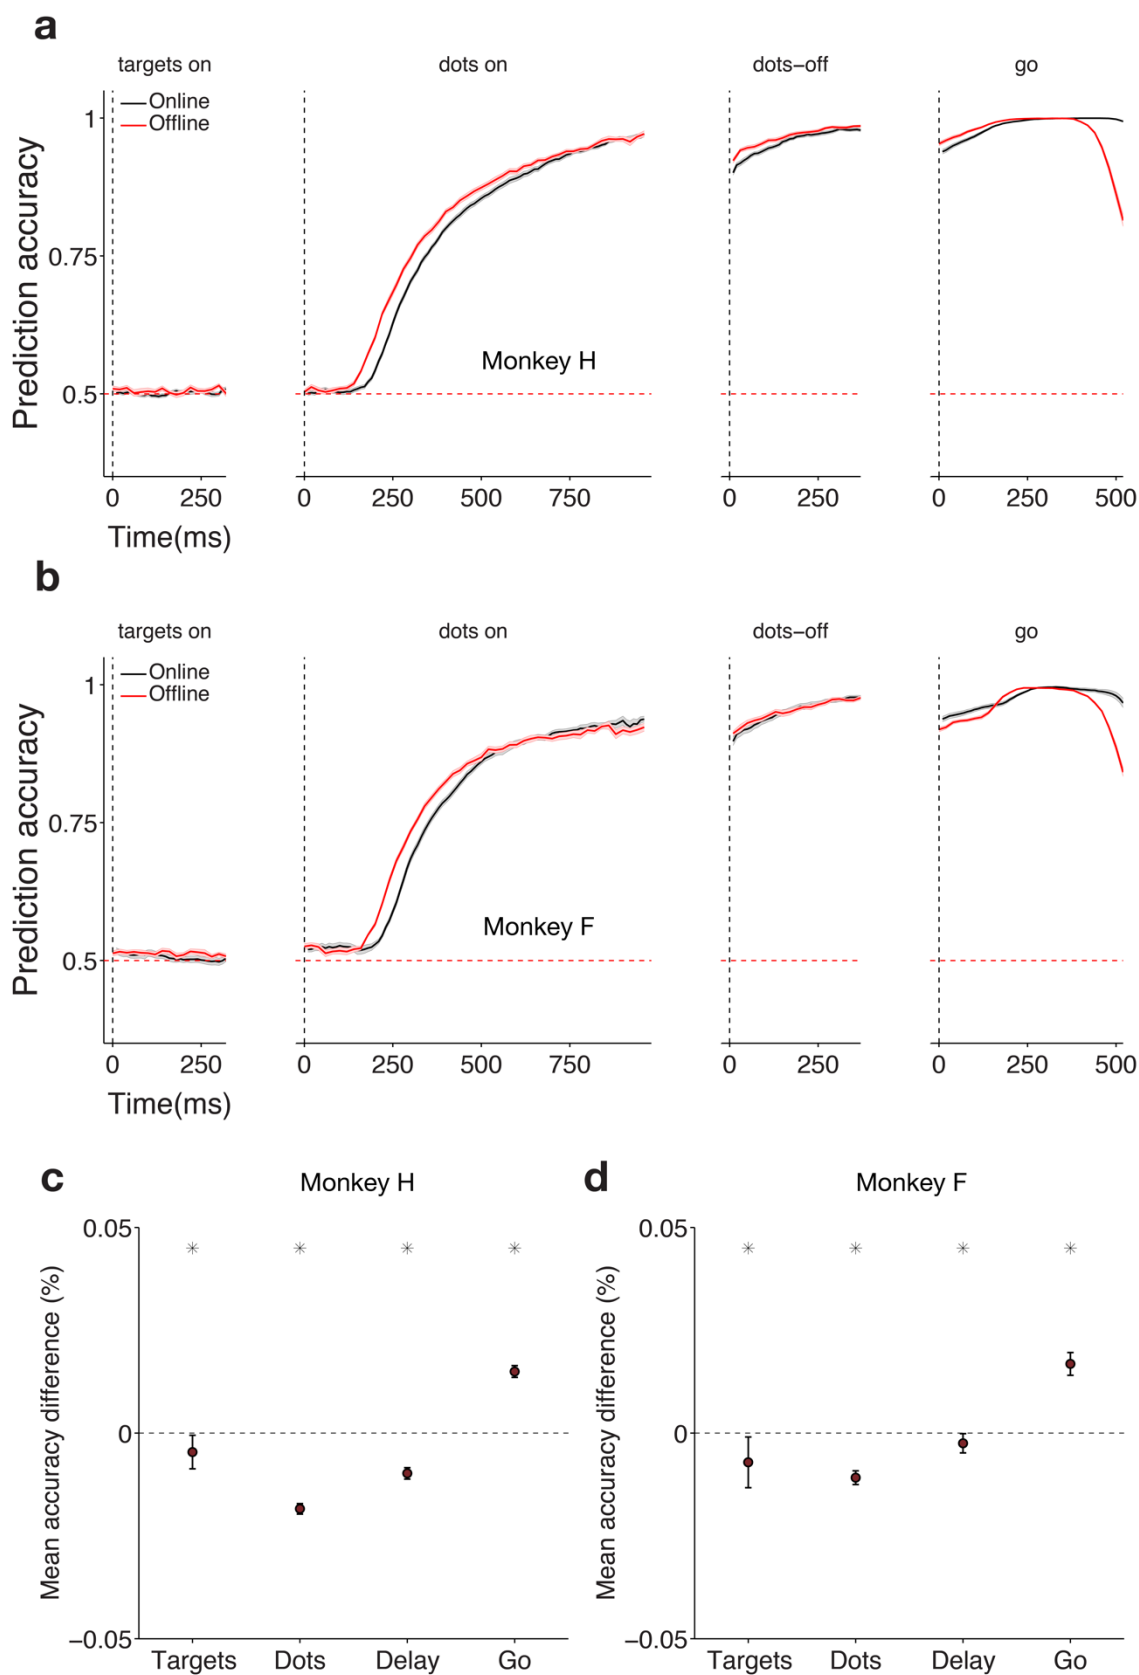 a
targets on dots on dots−off go
Online
Offline
1
0.75
0.5
Prediction accuracy
Monkey H
0 250 0 250 500 750 0 250 0 250 500
Time(ms)
b
targets on dots on dots−off go
Online
Offline
1
0.75
0.5
Prediction accuracy
Monkey F
0 250 0 250 500 750 0 250 0 250 500
Time(ms)
c Monkey H
0.05
0
−0.05
Mean accuracy difference (%)
Targets Dots Delay Go
d Monkey F
0.05
0
−0.05
Mean accuracy difference (%)
Targets Dots Delay Go